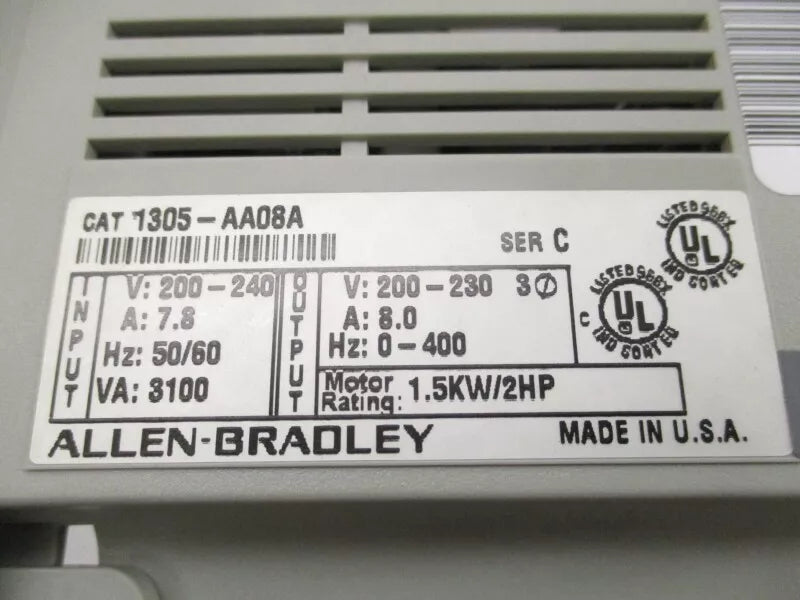 CAT 1305-AA08A
SER C
LISTED 966X
UL
IND CONT EQ
INPUT
V: 200-240
A: 7.8
Hz: 50/60
VA: 3100
OUTPUT
V: 200-230 3Ø
A: 8.0
Hz: 0-400
Motor
Rating: 1.5KW/2HP
C
LISTED 966X
UL
IND CONT EQ
ALLEN-BRADLEY
MADE IN U.S.A.